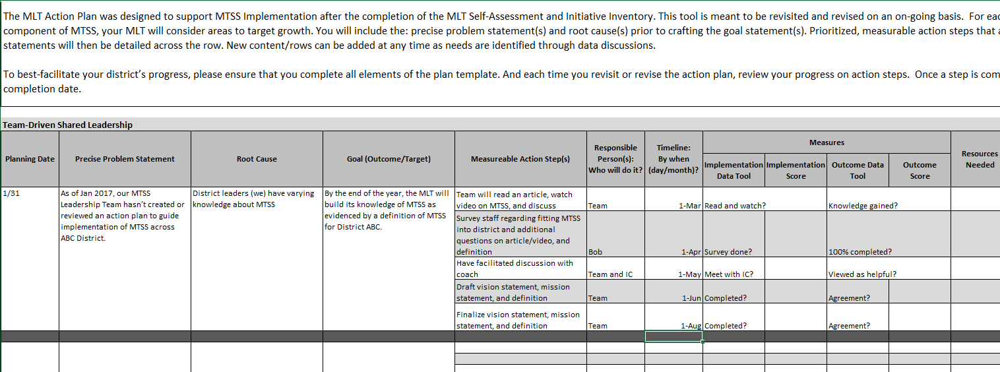 The MLT Action Plan was designed to support MTSS Implementation after the completion of the MLT Self-Assessment and Initiative Inventory. This tool is meant to be revisited and revised on an on-going basis.  For
component of MTSS, your MLT will consider areas to target growth. You will include the: precise problem statement(s) and root cause(s) prior to crafting the goal statement(s). Prioritized, measurable action steps that
statements will then be detailed across the row. New content/rows can be added at any time as needs are identified through data discussions.
To best-facilitate your district's progress, please ensure that you complete all elements of the plan template. And each time you revisit or revise the action plan, review your progress on action steps.  Once a step is
completion date.
Team-Driven Shared Leadership
Planning Date
Precise Problem Statement
Root Cause
Goal (Outcome/Target)
Measureable Action Step(s)
Responsible
Person(s):
Who will do it?
Timeline:
By when
(day/month)?
Measures
Implementation
Data Tool
Implementation
Score
Outcome Data
Tool
Outcome
Score
Resources
Needed
1/31
As of Jan 2017, our MTSS
Leadership Team hasn't created or
reviewed an action plan to guide
implementation of MTSS across
ABC District.
District leaders (we) have varying
knowledge about MTSS
By the end of the year, the MLT will
build its knowledge of MTSS as
evidenced by a definition of MTSS
for District ABC.
Team will read an article, watch
video on MTSS, and discuss
Team
1-Mar
Read and watch?
Knowledge gained?
Survey staff regarding fitting MTSS
into district and additional
questions on article/video, and
definition
Bob
1-Apr
Survey done?
100% completed?
Have facilitated discussion with
coach
Team and IC
1-May
Meet with IC?
Viewed as helpful?
Draft vision statement, mission
statement, and definition
Team
1-Jun
Completed?
Agreement?
Finalize vision statement, mission
statement, and definition
Team
1-Aug
Completed?
Agreement?